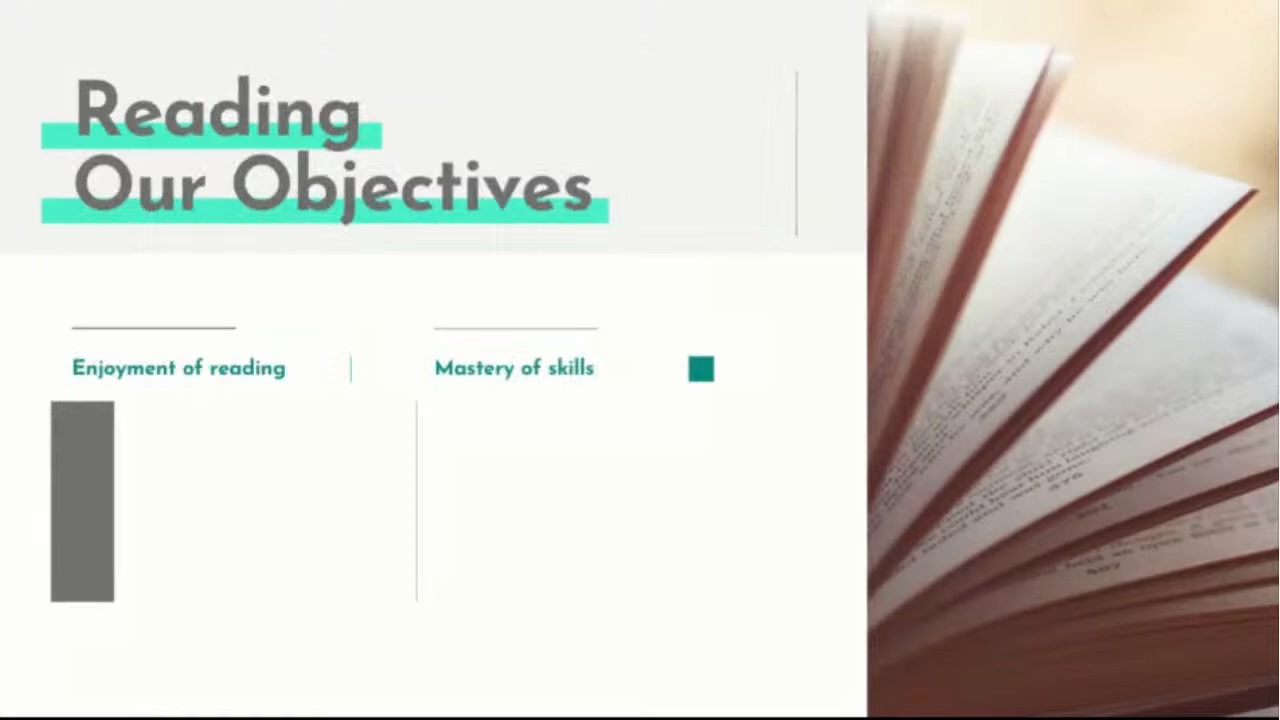 Reading
Our Objectives
Enjoyment of reading
Mastery of skills